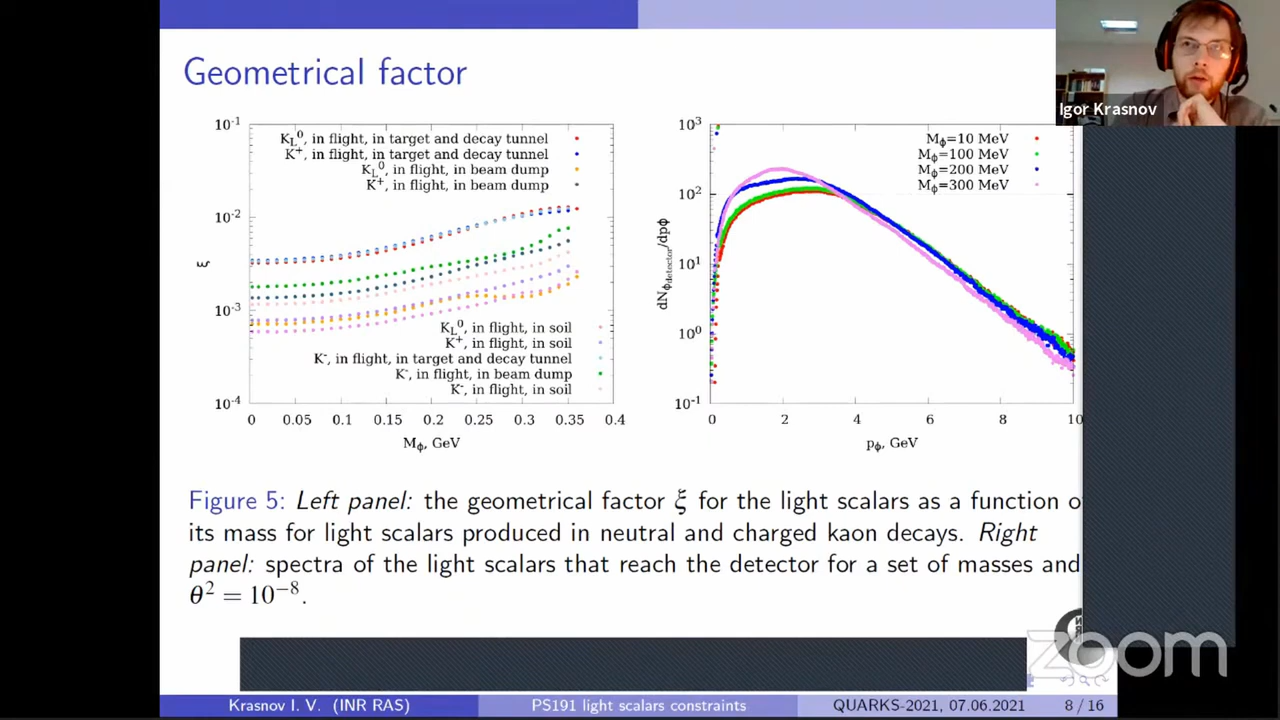 Geometrical factor
Igor Krasnov
10⁻¹
10⁻²
10⁻³
10⁻⁴
ξ
K_L⁰, in flight, in target and decay tunnel
K⁺, in flight, in target and decay tunnel
K_L⁰, in flight, in beam dump
K⁺, in flight, in beam dump
K_L⁰, in flight, in soil
K⁺, in flight, in soil
K⁻, in flight, in target and decay tunnel
K⁻, in flight, in beam dump
K⁻, in flight, in soil
0 0.05 0.1 0.15 0.2 0.25 0.3 0.35 0.4
M_ϕ, GeV
10³
10²
10¹
10⁰
10⁻¹
dN_ϕdetector/dpϕ
M_ϕ=10 MeV
M_ϕ=100 MeV
M_ϕ=200 MeV
M_ϕ=300 MeV
0 2 4 6 8 10
p_ϕ, GeV
Figure 5: Left panel: the geometrical factor ξ for the light scalars as a function o
its mass for light scalars produced in neutral and charged kaon decays. Right
panel: spectra of the light scalars that reach the detector for a set of masses and
θ² = 10⁻⁸.
zoom
Krasnov I. V. (INR RAS) PS191 light scalars constraints QUARKS-2021, 07.06.2021 8 / 16